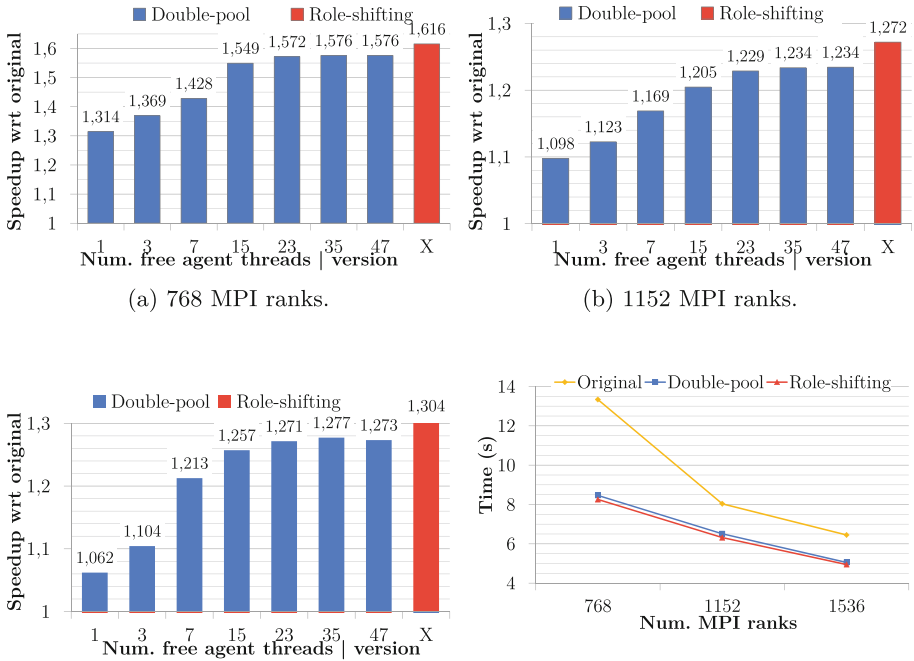 Double-pool Role-shifting
Speedup wrt original
1,6
1,5
1,4
1,3
1,2
1,1
1
1,314
1,369
1,428
1,549
1,572
1,576
1,576
1,616
1 3 7 15 23 35 47 X
Num. free agent threads | version
(a) 768 MPI ranks.
Double-pool Role-shifting
Speedup wrt original
1,3
1,2
1,1
1
1,098
1,123
1,169
1,205
1,229
1,234
1,234
1,272
1 3 7 15 23 35 47 X
Num. free agent threads | version
(b) 1152 MPI ranks.
Double-pool Role-shifting
Speedup wrt original
1,3
1,2
1,1
1
1,062
1,104
1,213
1,257
1,271
1,277
1,273
1,304
1 3 7 15 23 35 47 X
Num. free agent threads | version
Original Double-pool Role-shifting
Time (s)
14
12
10
8
6
4
768 1152 1536
Num. MPI ranks